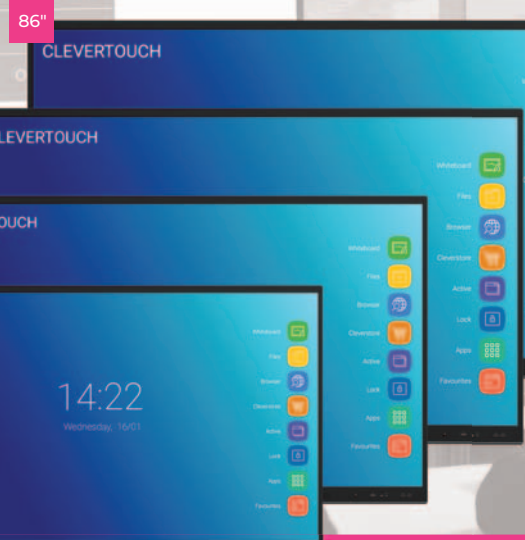 86"
CLEVERTOUCH
LEVERTOUCH
Whiteboard
Files
Browser
Cleverstore
Active
Lock
Apps
Favourites
OUCH
Whiteboard
Files
Browser
Cleverstore
Active
Lock
Apps
Favourites
14:22
Wednesday, 16/01
Whiteboard
Files
Browser
Cleverstore
Active
Lock
Apps
Favourites